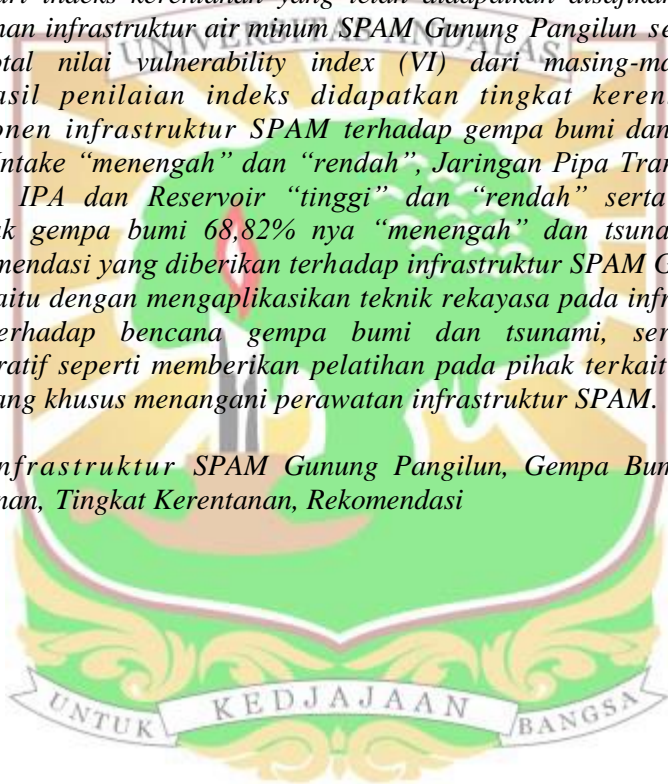 dari indeks kerentanan yang telah didapatkan disajikan
nan infrastruktur air minum SPAM Gunung Pangilun se
otal nilai vulnerability index (VI) dari masing-ma
asil penilaian indeks didapatkan tingkat keren
onen infrastruktur SPAM terhadap gempa bumi dan
Intake “menengah” dan “rendah”, Jaringan Pipa Tran
IPA dan Reservoir “tinggi” dan “rendah” serta
k gempa bumi 68,82% nya “menengah” dan tsuna
mendasi yang diberikan terhadap infrastruktur SPAM G
aitu dengan mengaplikasikan teknik rekayasa pada infr
erhadap bencana gempa bumi dan tsunami, ser
ratif seperti memberikan pelatihan pada pihak terkait
ang khusus menangani perawatan infrastruktur SPAM.
nfrastruktur SPAM Gunung Pangilun, Gempa Bum
nan, Tingkat Kerentanan, Rekomendasi
UNIVERSITAS ANDALAS
UNTUK KEDJAJAAN BANGSA